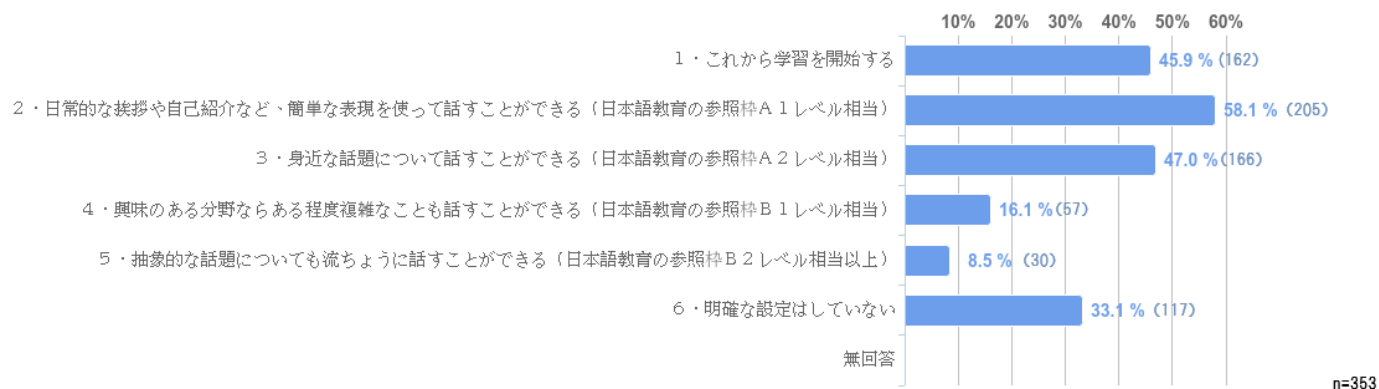 10% 20% 30% 40% 50% 60%
1・これから学習を開始する 45.9 % (162)
2・日常的な挨拶や自己紹介など、簡単な表現を使って話すことができる（日本語教育の参照枠A1レベル相当） 58.1 % (205)
3・身近な話題について話すことができる（日本語教育の参照枠A2レベル相当） 47.0 % (166)
4・興味のある分野ならある程度複雑なことも話すことができる（日本語教育の参照枠B1レベル相当） 16.1 % (57)
5・抽象的な話題についても流ちょうに話すことができる（日本語教育の参照枠B2レベル相当以上） 8.5 % (30)
6・明確な設定はしていない 33.1 % (117)
無回答
n=353